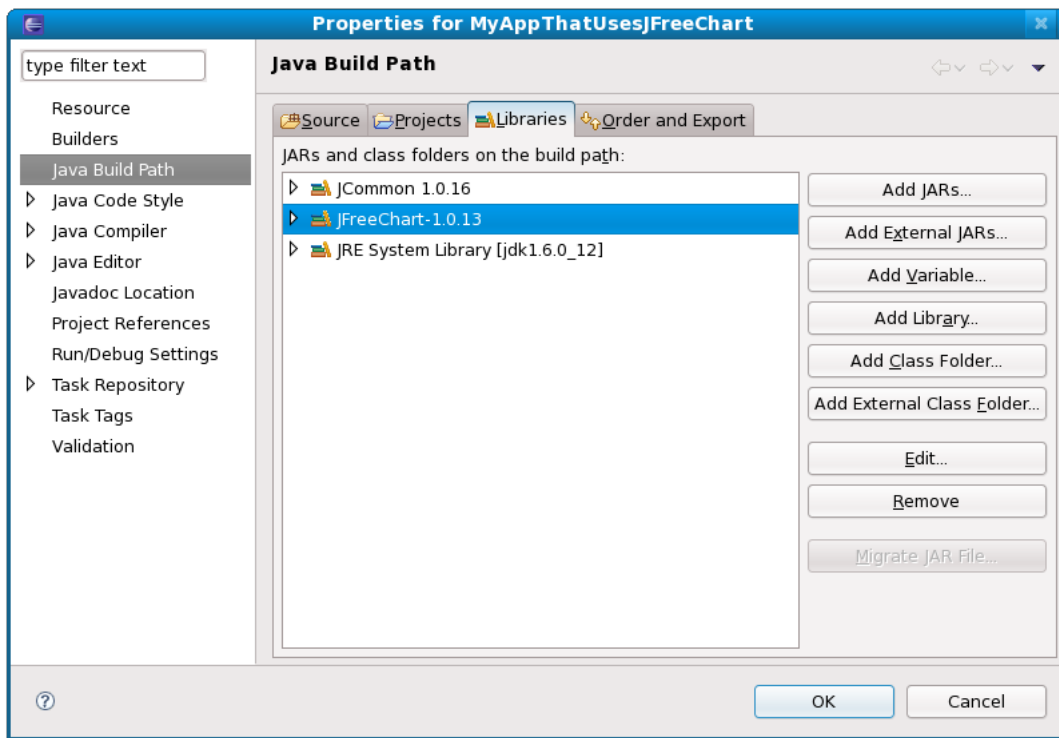 Properties for MyAppThatUsesJFreeChart
type filter text
Resource
Builders
Java Build Path
Java Code Style
Java Compiler
Java Editor
Javadoc Location
Project References
Run/Debug Settings
Task Repository
Task Tags
Validation
Java Build Path
Source Projects Libraries Order and Export
JARs and class folders on the build path:
JCommon 1.0.16
JFreeChart-1.0.13
JRE System Library [jdk1.6.0_12]
Add JARs...
Add External JARs...
Add Variable...
Add Library...
Add Class Folder...
Add External Class Folder...
Edit...
Remove
Migrate JAR File...
?
OK Cancel